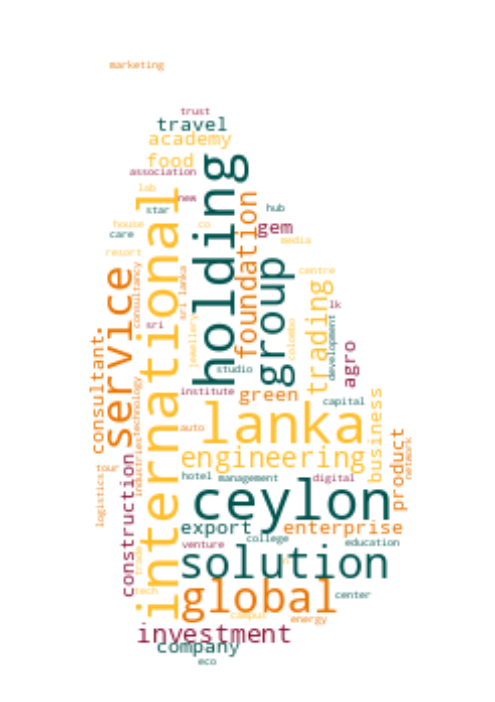 marketing
trust
travel
academy
food
association
holding
lab
new
international
star
hub
foundation
house
co
gem
care
media
resort
group
service
consultancy
sri lanka
centre
trading
lk
sri
jewellery
colombo
development
agro
consultant
studio
technology
institute
green
capital
business
lanka
auto
product
network
industries
engineering
tour
logistics
hotel
management
digital
construction
ceylon
export
enterprise
college
education
venture
trade
solution
tech
global
center
campus
energy
investment
company
eco